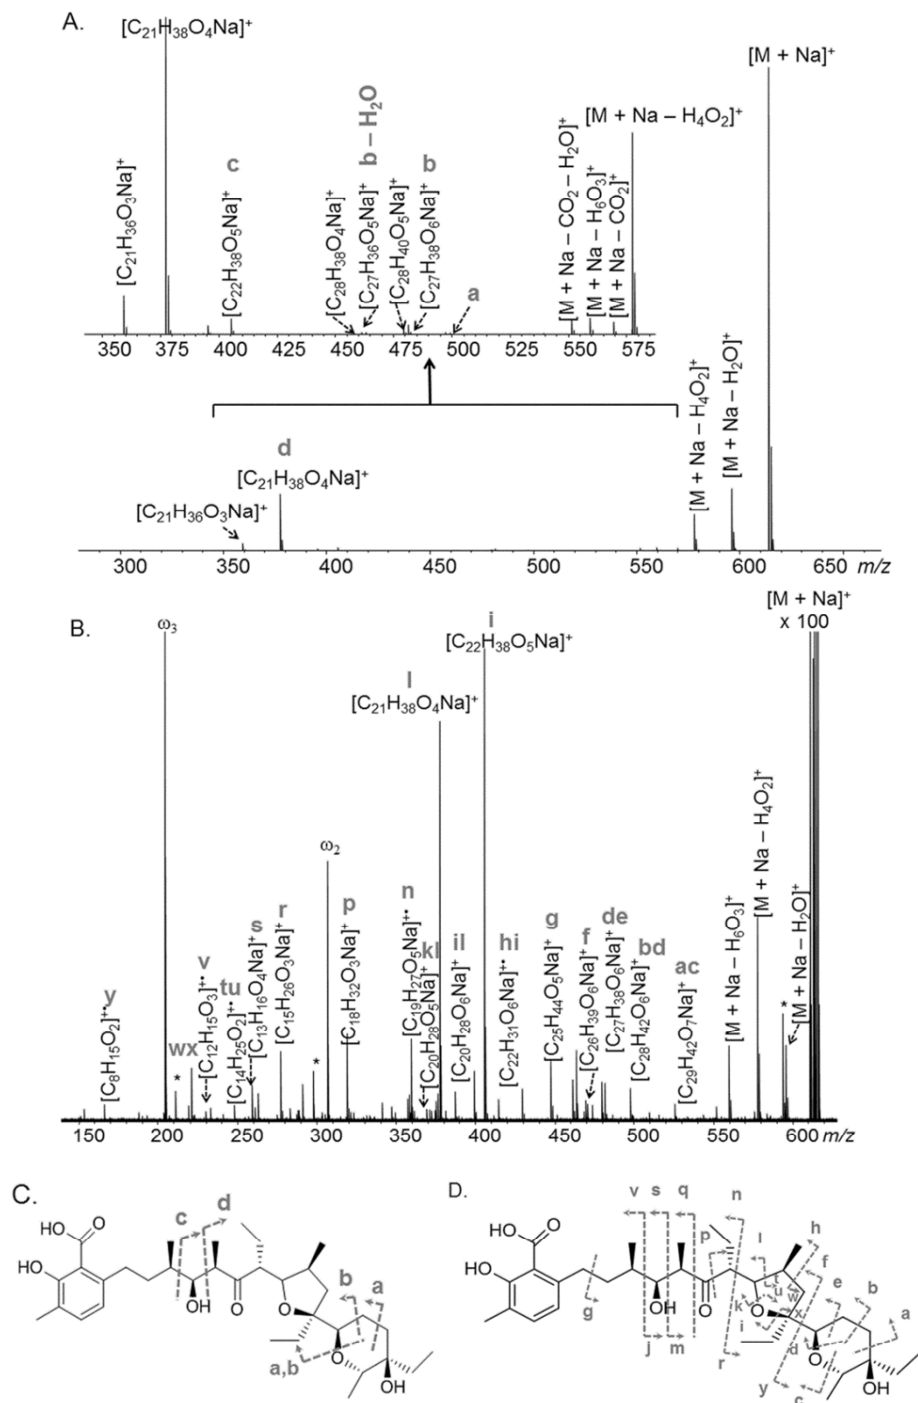 A.
[C₂₁H₃₈O₄Na]⁺
[M + Na]⁺
[M + Na – H₄O₂]⁺
[C₂₁H₃₆O₃Na]⁺
c
[C₂₂H₃₈O₅Na]⁺
[C₂₈H₃₈O₄Na]⁺
b – H₂O
[C₂₇H₃₆O₅Na]⁺
[C₂₈H₄₀O₅Na]⁺
b
[C₂₇H₃₈O₆Na]⁺
a
[M + Na – CO₂ – H₂O]⁺
[M + Na – H₆O₃]⁺
[M + Na – CO₂]⁺
350 375 400 425 450 475 500 525 550 575
d
[C₂₁H₃₈O₄Na]⁺
[C₂₁H₃₆O₃Na]⁺
[M + Na – H₄O₂]⁺
[M + Na – H₂O]⁺
300 350 400 450 500 550 600 650 m/z
B.
ω₃
i
[C₂₂H₃₈O₅Na]⁺
[M + Na]⁺
x 100
l
[C₂₁H₃₈O₄Na]⁺
ω₂
y
[C₈H₁₅O₂]⁺•
*
wx
v
[C₁₂H₁₅O₃]⁺•
tu
[C₁₄H₂₅O₂]⁺•
s
[C₁₃H₁₆O₄Na]⁺
r
[C₁₅H₂₆O₃Na]⁺
*
p
[C₁₈H₃₂O₃Na]⁺
n
[C₁₉H₂₇O₅Na]⁺•
kl
[C₂₀H₂₈O₅Na]⁺
il
[C₂₀H₂₈O₆Na]⁺
hi
[C₂₂H₃₁O₆Na]⁺•
g
[C₂₅H₄₄O₅Na]⁺
f
[C₂₆H₃₉O₆Na]⁺
de
[C₂₇H₃₈O₆Na]⁺
bd
[C₂₈H₄₂O₆Na]⁺
ac
[C₂₉H₄₂O₇Na]⁺
[M + Na – H₆O₃]⁺
[M + Na – H₄O₂]⁺
*
[M + Na – H₂O]⁺
150 200 250 300 350 400 450 500 550 600 m/z
C.
c d
HO O
HO
OH O
O
b a
a,b
O
OH
D.
v s q n
HO O
HO
p l h
f
u w
e
k O x
b
g
OH O
i
a
j m
d
r
O
y
c
OH